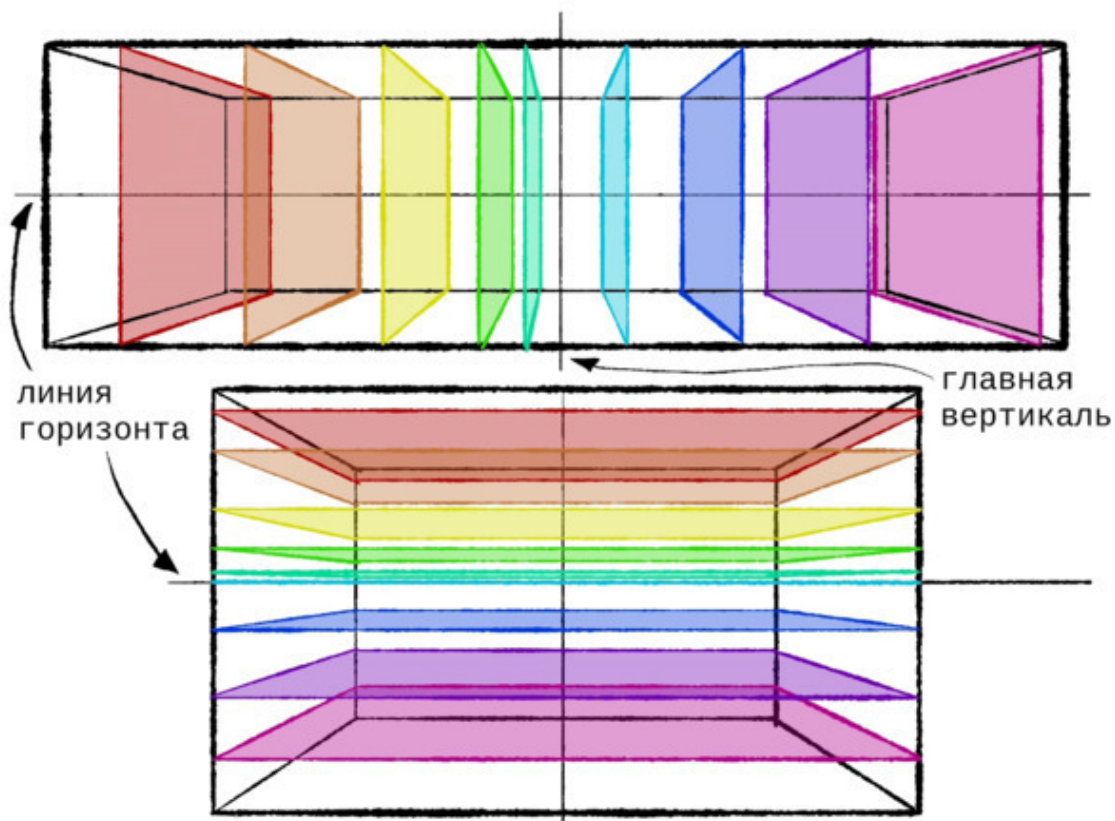 линия
горизонта
главная
вертикаль